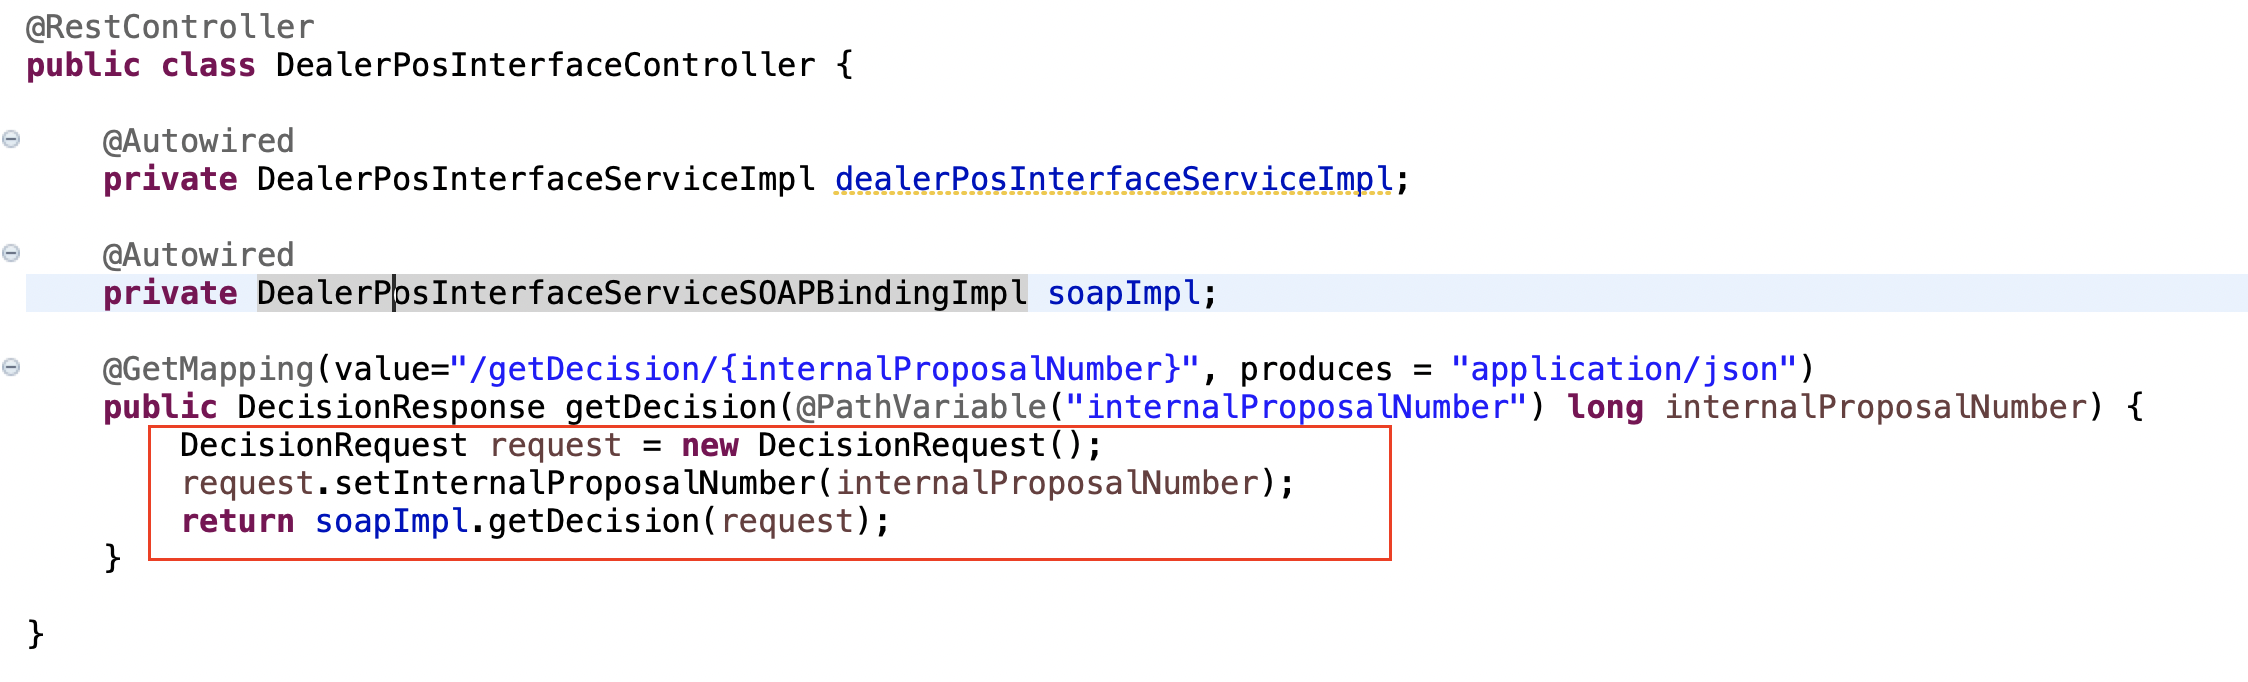 @RestController
public class DealerPosInterfaceController {
@Autowired
private DealerPosInterfaceServiceImpl dealerPosInterfaceServiceImpl;
@Autowired
private DealerPosInterfaceServiceSOAPBindingImpl soapImpl;
@GetMapping(value="/getDecision/{internalProposalNumber}", produces = "application/json")
public DecisionResponse getDecision(@PathVariable("internalProposalNumber") long internalProposalNumber) {
DecisionRequest request = new DecisionRequest();
request.setInternalProposalNumber(internalProposalNumber);
return soapImpl.getDecision(request);
}
}